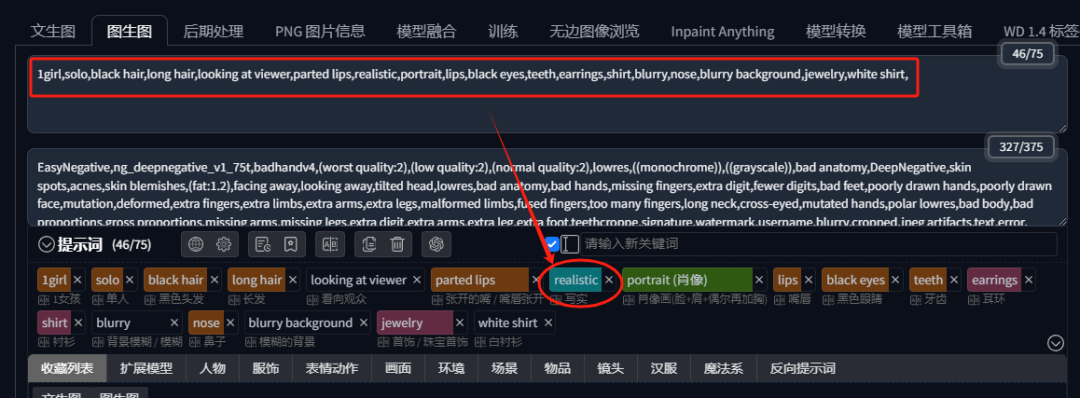 文生图 图生图 后期处理 PNG 图片信息 模型融合 训练 无边图像浏览 Inpaint Anything 模型转换 模型工具箱 WD 1.4 标签
46/75
1girl,solo,black hair,long hair,looking at viewer,parted lips,realistic,portrait,lips,black eyes,teeth,earrings,shirt,blurry,nose,blurry background,jewelry,white shirt,
327/375
EasyNegative,ng_deepnegative_v1_75t,badhandv4,(worst quality:2),(low quality:2),(normal quality:2),lowres,((monochrome)),((grayscale)),bad anatomy,DeepNegative,skin
spots,acnes,skin blemishes,(fat:1.2),facing away,looking away,tilted head,lowres,bad anatomy,bad hands,missing fingers,extra digit,fewer digits,bad feet,poorly drawn hands,poorly drawn
face,mutation,deformed,extra fingers,extra limbs,extra arms,extra legs,malformed limbs,fused fingers,too many fingers,long neck,cross-eyed,mutated hands,polar lowres,bad body,bad
proportions,gross proportions,missing arms,missing legs,extra digit,extra arms,extra leg,extra foot,teethcroppe,signature,watermark,username,blurry,cropped,jpeg artifacts,text,error,
提示词 (46/75) 请输入新关键词
1girl × solo × black hair × long hair × looking at viewer × parted lips × realistic × portrait (肖像) × lips × black eyes × teeth × earrings ×
1女孩 单人 黑色头发 长发 看向观众 张开的嘴 / 嘴唇张开 写实 肖像画(脸+肩+偶尔再加胸) 嘴唇 黑色眼睛 牙齿 耳环
shirt × blurry × nose × blurry background × jewelry × white shirt ×
衬衫 背景模糊 / 模糊 鼻子 模糊的背景 首饰 / 珠宝首饰 白衬衫
收藏列表 扩展模型 人物 服饰 表情动作 画面 环境 场景 物品 镜头 汉服 魔法系 反向提示词
文生图 图生图